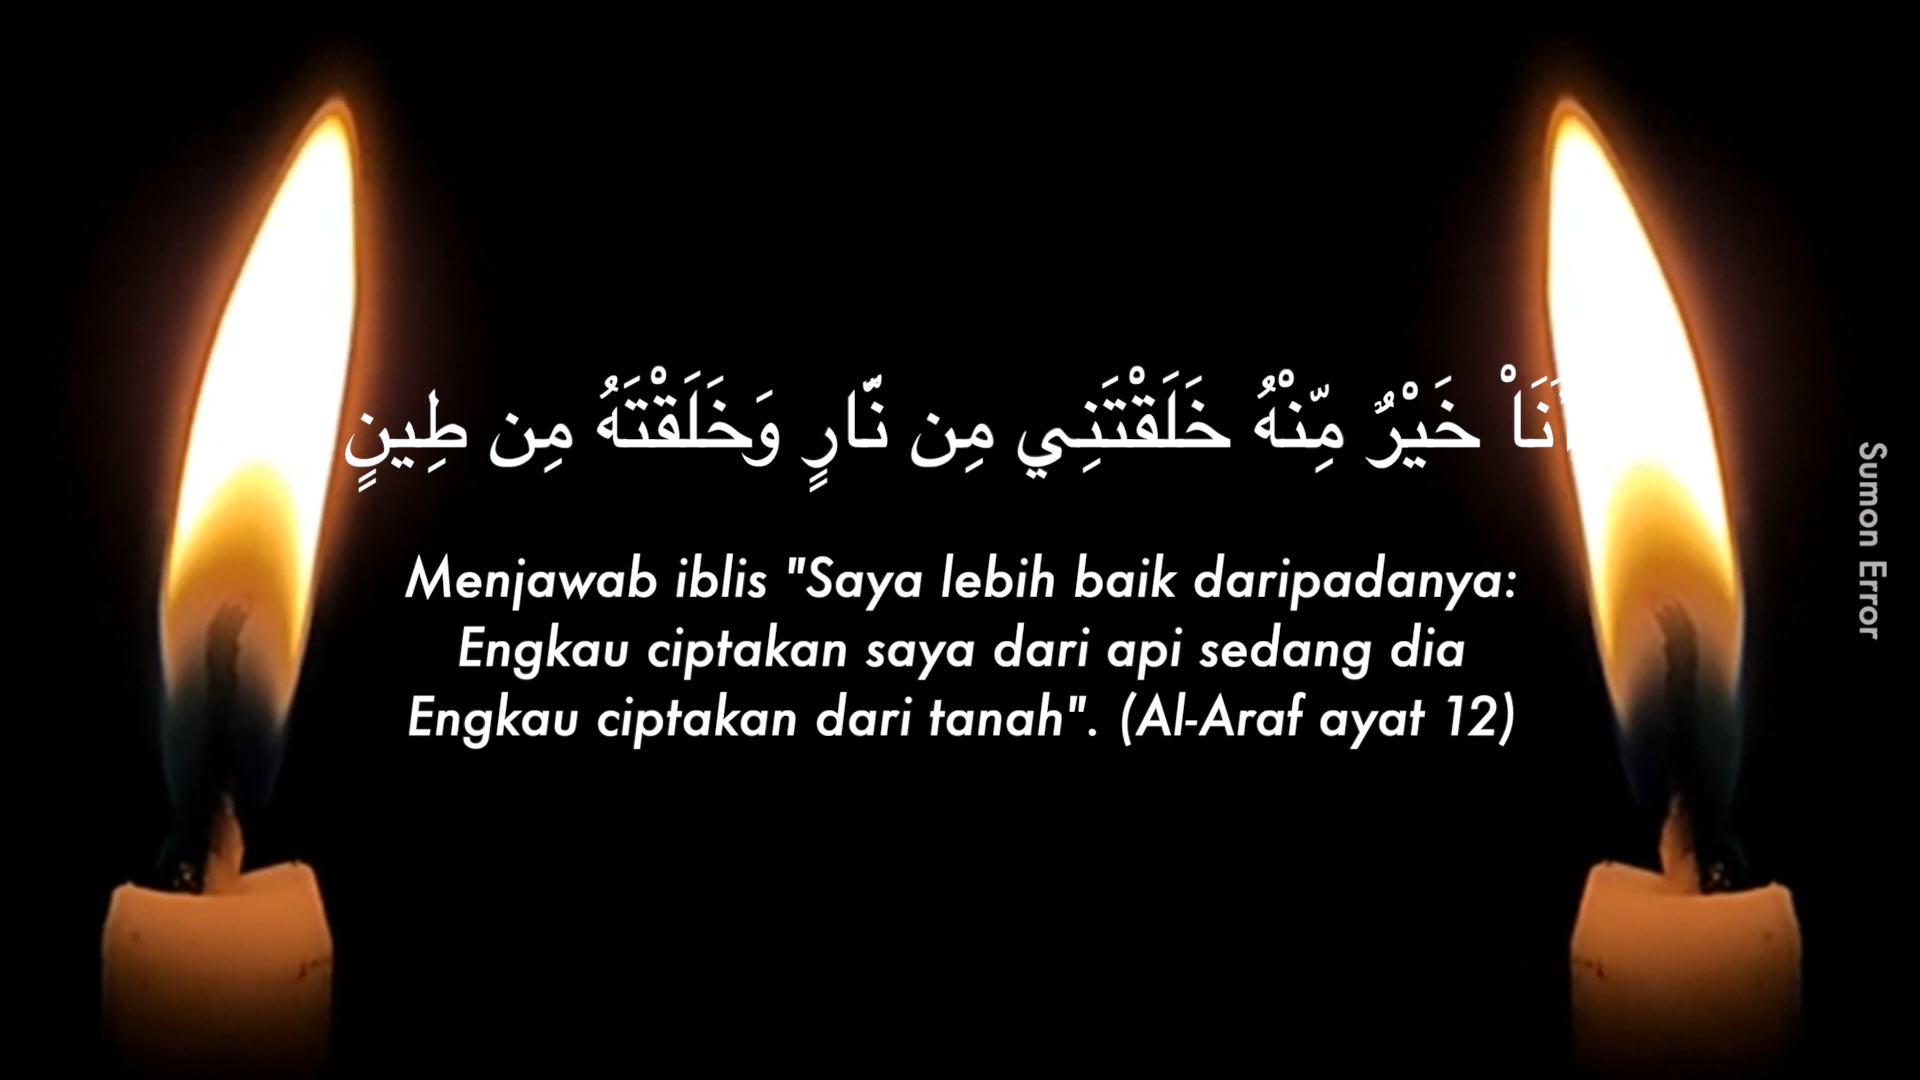 أَنَاْ خَيْرٌ مِّنْهُ خَلَقْتَنِي مِن نَّارٍ وَخَلَقْتَهُ مِن طِينٍ
Menjawab iblis "Saya lebih baik daripadanya:
Engkau ciptakan saya dari api sedang dia
Engkau ciptakan dari tanah". (Al-Araf ayat 12)
Sumon Error